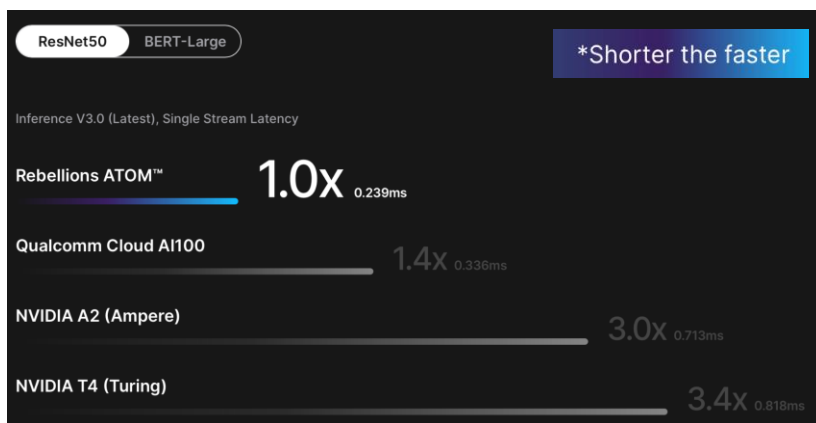 ResNet50 BERT-Large
*Shorter the faster
Inference V3.0 (Latest), Single Stream Latency
Rebellions ATOM™ 1.0x 0.239ms
Qualcomm Cloud AI100 1.4x 0.336ms
NVIDIA A2 (Ampere) 3.0x 0.713ms
NVIDIA T4 (Turing) 3.4x 0.818ms